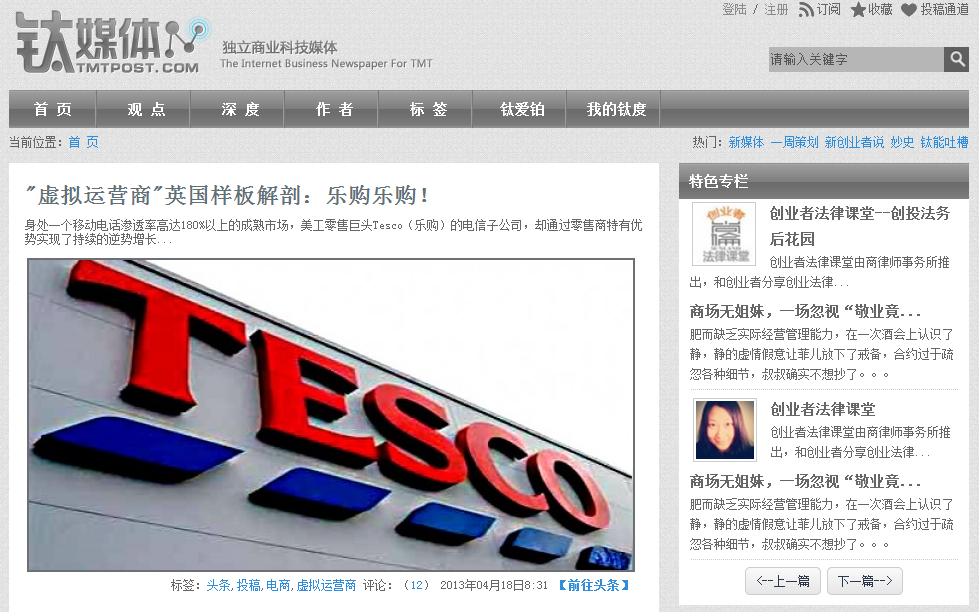 登陆 / 注册 订阅 收藏 投稿通道
钛媒体
TMTPOST.COM
独立商业科技媒体
The Internet Business Newspaper For TMT
请输入关键字
首 页 观 点 深 度 作 者 标 签 钛爱铂 我的钛度
当前位置: 首 页
热门: 新媒体 一周策划 新创业者说 妙史 钛能吐槽
"虚拟运营商"英国样板解剖: 乐购乐购!
身处一个移动电话渗透率高达180%以上的成熟市场，美工零售巨头Tesco（乐购）的电信子公司，却通过零售商特有优
势实现了持续的逆势增长...
TESCO
标签: 头条,投稿,电商,虚拟运营商 评论: （12） 2013年04月18日8:31 【前往头条】
特色专栏
创业者
法律课堂
创业者法律课堂--创投法务
后花园
创业者法律课堂由商律师事务所推
出，和创业者分享创业法律...
商场无姐妹，一场忽视“敬业竟...
肥而缺乏实际经营管理能力，在一次酒会上认识了
静，静的虚情假意让菲儿放下了戒备，合约过于疏
忽各种细节，叔叔确实不想抄了。。。
创业者法律课堂
创业者法律课堂由商律师事务所推
出，和创业者分享创业法律...
商场无姐妹，一场忽视“敬业竟...
肥而缺乏实际经营管理能力，在一次酒会上认识了
静，静的虚情假意让菲儿放下了戒备，合约过于疏
忽各种细节，叔叔确实不想抄了。。。
<--上一篇 下一篇-->